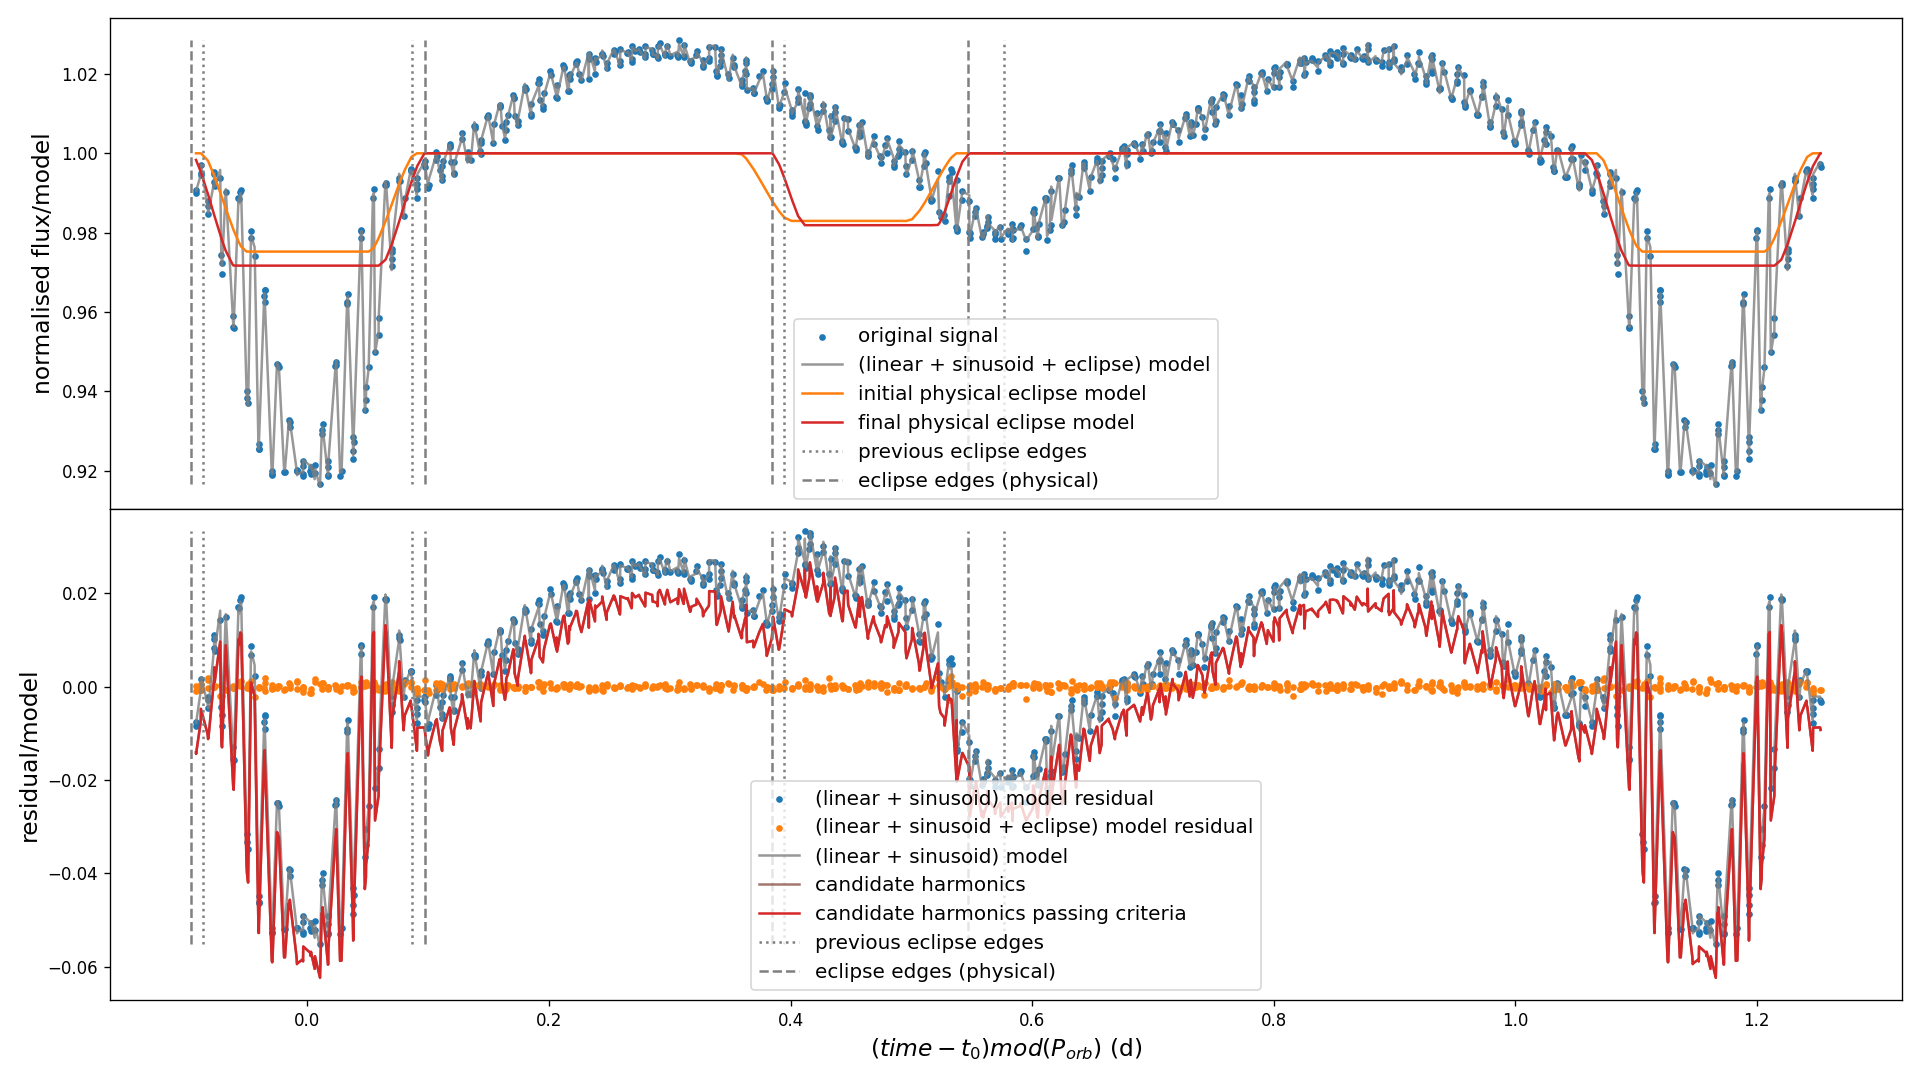 normalised flux/model
1.02
1.00
0.98
0.96
0.94
0.92
original signal
(linear + sinusoid + eclipse) model
initial physical eclipse model
final physical eclipse model
previous eclipse edges
eclipse edges (physical)
residual/model
0.02
0.00
−0.02
−0.04
−0.06
(linear + sinusoid) model residual
(linear + sinusoid + eclipse) model residual
(linear + sinusoid) model
candidate harmonics
candidate harmonics passing criteria
previous eclipse edges
eclipse edges (physical)
0.0 0.2 0.4 0.6 0.8 1.0 1.2
(time − t₀)mod(Pₒᵣb) (d)